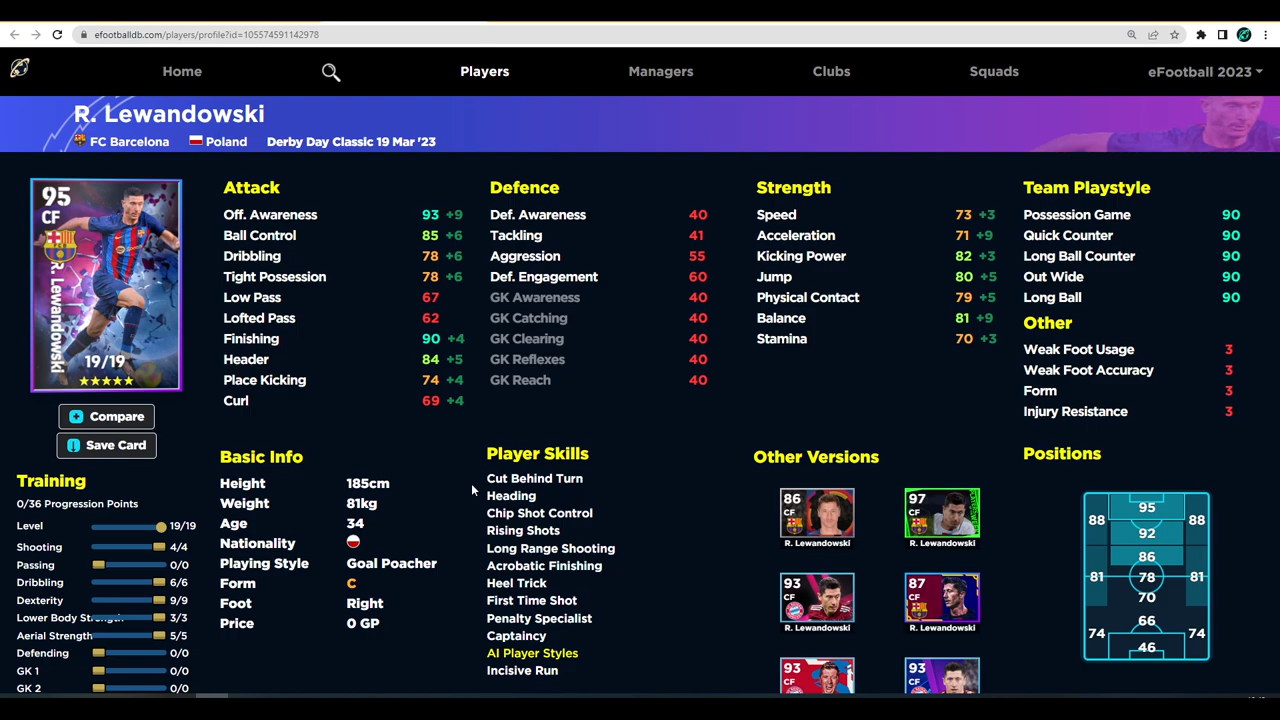 efootballdb.com/players/profile?id=105574591142978
Home Players Managers Clubs Squads eFootball 2023
R. Lewandowski
FC Barcelona Poland Derby Day Classic 19 Mar '23
95
CF
R. Lewandowski
19/19
Compare
Save Card
Attack
Off. Awareness 93 +9
Ball Control 85 +6
Dribbling 78 +6
Tight Possession 78 +6
Low Pass 67
Lofted Pass 62
Finishing 90 +4
Header 84 +5
Place Kicking 74 +4
Curl 69 +4
Defence
Def. Awareness 40
Tackling 41
Aggression 55
Def. Engagement 60
GK Awareness 40
GK Catching 40
GK Clearing 40
GK Reflexes 40
GK Reach 40
Strength
Speed 73 +3
Acceleration 71 +9
Kicking Power 82 +3
Jump 80 +5
Physical Contact 79 +5
Balance 81 +9
Stamina 70 +3
Team Playstyle
Possession Game 90
Quick Counter 90
Long Ball Counter 90
Out Wide 90
Long Ball 90
Other
Weak Foot Usage 3
Weak Foot Accuracy 3
Form 3
Injury Resistance 3
Training
0/36 Progression Points
Level 19/19
Shooting 4/4
Passing 0/0
Dribbling 6/6
Dexterity 9/9
Lower Body Strength 3/3
Aerial Strength 5/5
Defending 0/0
GK 1 0/0
GK 2 0/0
Basic Info
Height 185cm
Weight 81kg
Age 34
Nationality
Playing Style Goal Poacher
Form C
Foot Right
Price 0 GP
Player Skills
Cut Behind Turn
Heading
Chip Shot Control
Rising Shots
Long Range Shooting
Acrobatic Finishing
Heel Trick
First Time Shot
Penalty Specialist
Captaincy
AI Player Styles
Incisive Run
Other Versions
86
CF
R. Lewandowski
97
CF
R. Lewandowski
93
CF
R. Lewandowski
87
CF
R. Lewandowski
93
CF
93
CF
Positions
95
88 88
92
86
81 78 81
70
66
74 74
46